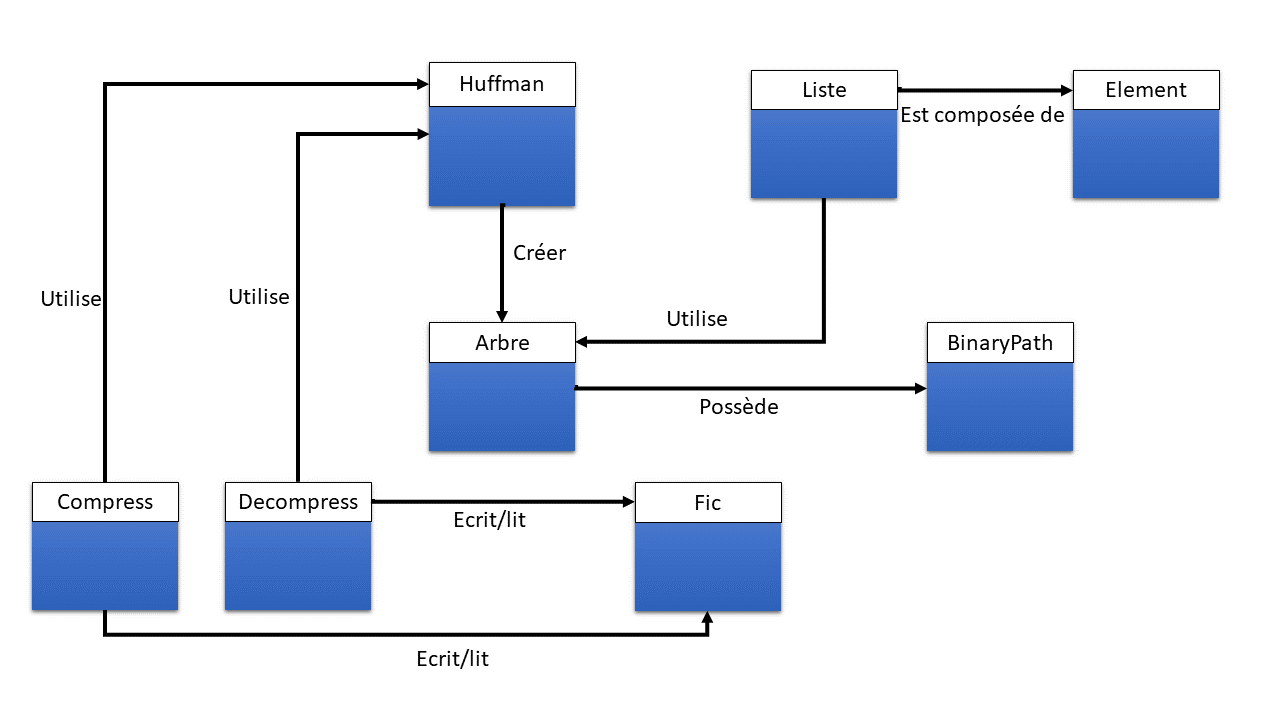 Huffman
Liste
Element
Est composée de
Créer
Utilise
Utilise
Utilise
Arbre
BinaryPath
Possède
Compress
Decompress
Fic
Ecrit/lit
Ecrit/lit